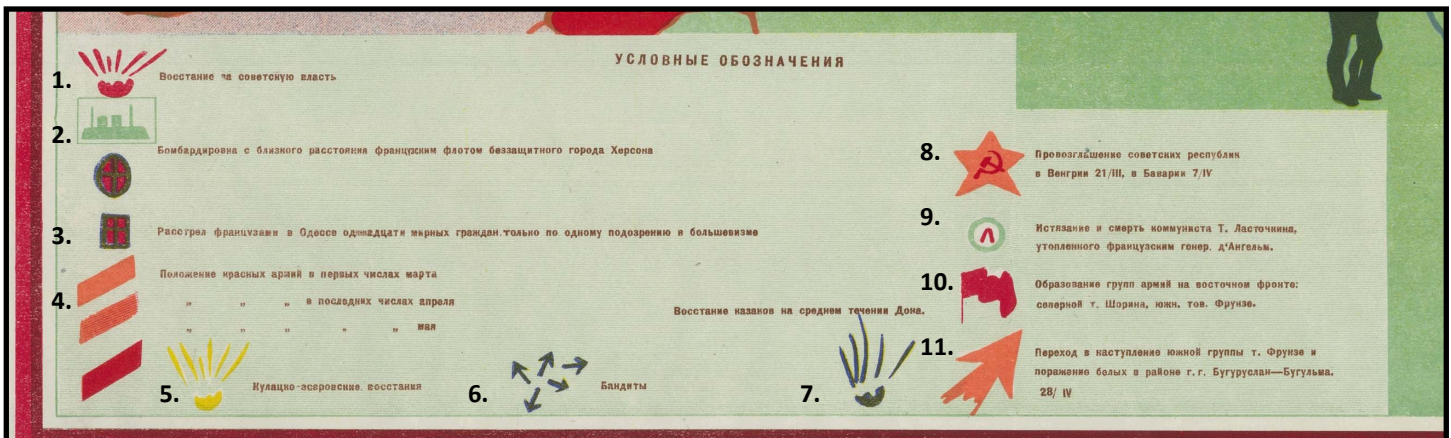 УСЛОВНЫЕ ОБОЗНАЧЕНИЯ
1. Восстание за советскую власть
2. Бомбардировка с близкого расстояния французским флотом беззащитного города Херсона
3. Расстрел французами в Одессе одиннадцати мирных граждан только по одному подозрению в большевизме
4. Положение красных армий в первых числах марта
„ „ „ в последних числах апреля
„ „ „ „ „ мая
5. Кулацко-эсеровские восстания
6. Бандиты
7. Восстание казаков на среднем течении Дона.
8. Провозглашение советских республик
в Венгрии 21/III, в Баварии 7/IV
9. Истязание и смерть коммуниста Т. Ласточкина,
утопленного французским генер. д'Ансельм.
Л
10. Образование групп армий на восточном фронте:
северной т. Шорина, южн. тов. Фрунзе.
11. Переход в наступление южной группы т. Фрунзе и
поражение белых в районе г.г. Бугуруслан—Бугульма.
28/ IV